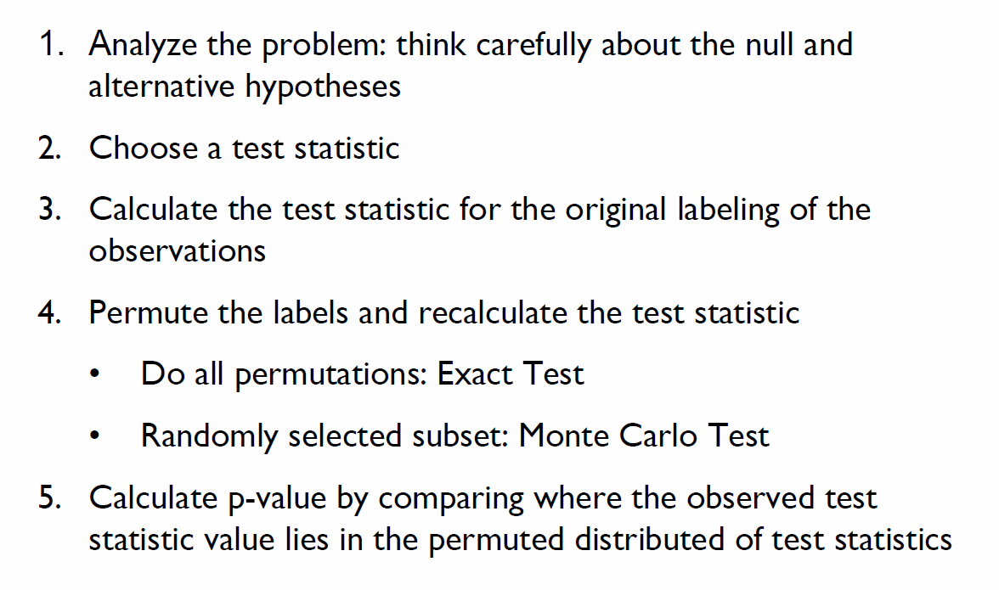 1. Analyze the problem: think carefully about the null and
alternative hypotheses
2. Choose a test statistic
3. Calculate the test statistic for the original labeling of the
observations
4. Permute the labels and recalculate the test statistic
• Do all permutations: Exact Test
• Randomly selected subset: Monte Carlo Test
5. Calculate p-value by comparing where the observed test
statistic value lies in the permuted distributed of test statistics